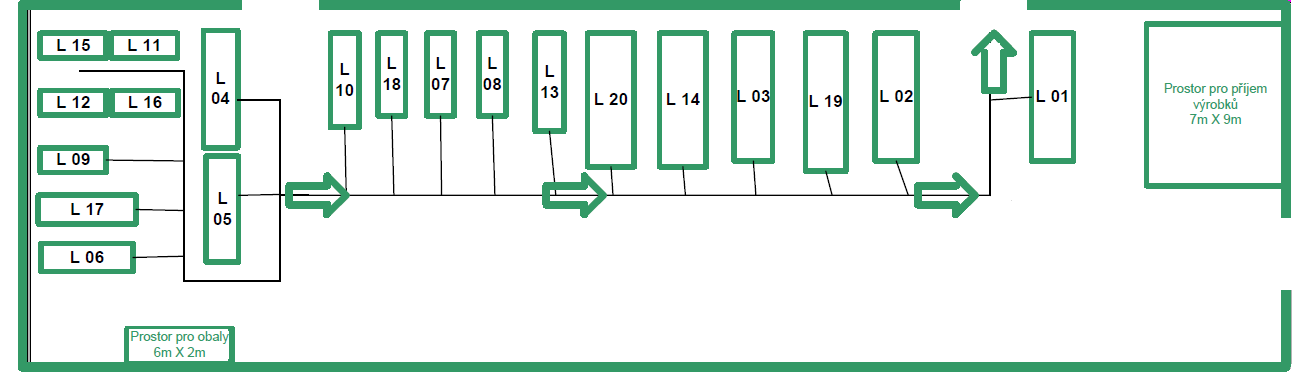 L 15
L 11
L 12
L 16
L 09
L 17
L 06
L
04
L
05
L
10
L
18
L
07
L
08
L
13
L 20
L 14
L 03
L 19
L 02
L 01
Prostor pro příjem
výrobků
7m X 9m
Prostor pro obaly
6m X 2m